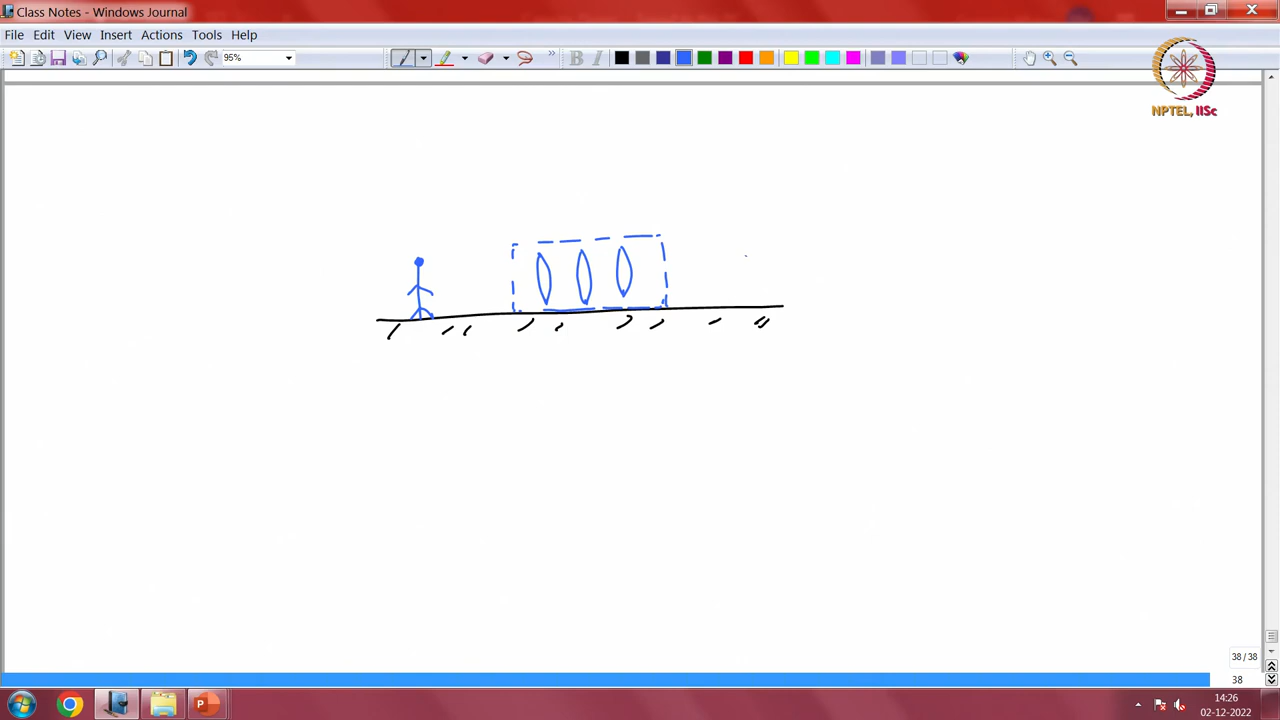 Class Notes - Windows Journal
File Edit View Insert Actions Tools Help
95% B I
NPTEL, IISc
38 / 38
38
14:26
02-12-2022